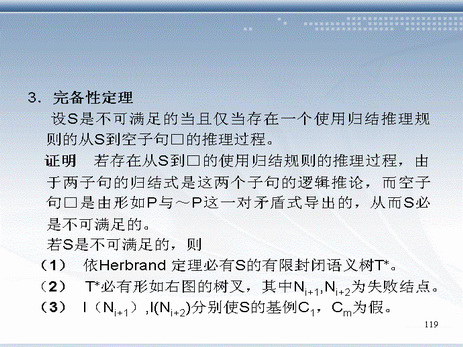 3．完备性定理
设S是不可满足的当且仅当存在一个使用归结推理规
则的从S到空子句□的推理过程。
证明　若存在从S到□的使用归结规则的推理过程，由
于两子句的归结式是这两个子句的逻辑推论，而空子
句□是由形如P与～P这一对矛盾式导出的，从而S必
是不可满足的。
若S是不可满足的，则
（1）　依Herbrand 定理必有S的有限封闭语义树T*。
（2）　T*必有形如右图的树叉，其中Ni+1,Ni+2为失败结点。
（3）　I（Ni+1）,I(Ni+2)分别使S的基例C1，Cm为假。
119